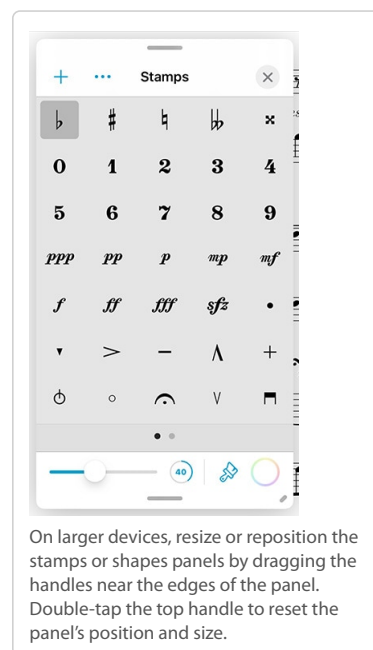 + ••• Stamps ×
♭ ♯ ♮ 𝄫 𝄪
0 1 2 3 4
5 6 7 8 9
ppp pp p mp mf
f ff fff sfz •
40
On larger devices, resize or reposition the
stamps or shapes panels by dragging the
handles near the edges of the panel.
Double-tap the top handle to reset the
panel’s position and size.